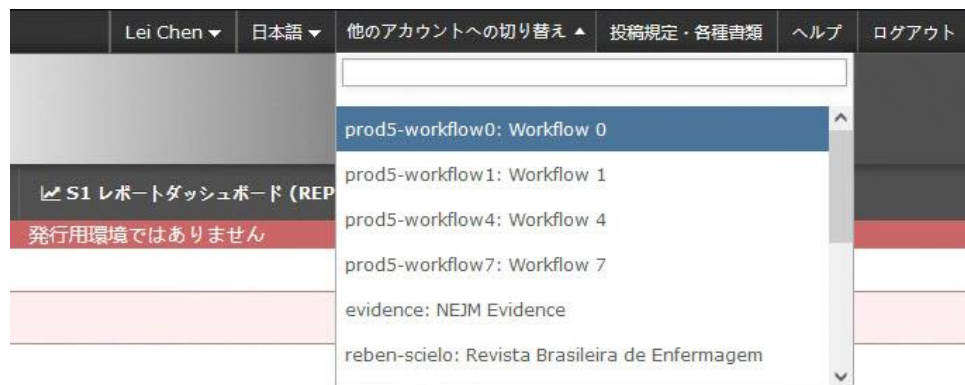 Lei Chen ▼ 日本語 ▼ 他のアカウントへの切り替え ▲ 投稿規定・各種書類 ヘルプ ログアウト
prod5-workflow0: Workflow 0
prod5-workflow1: Workflow 1
S1 レポートダッシュボード (REP
prod5-workflow4: Workflow 4
発行用環境ではありません
prod5-workflow7: Workflow 7
evidence: NEJM Evidence
reben-scielo: Revista Brasileira de Enfermagem